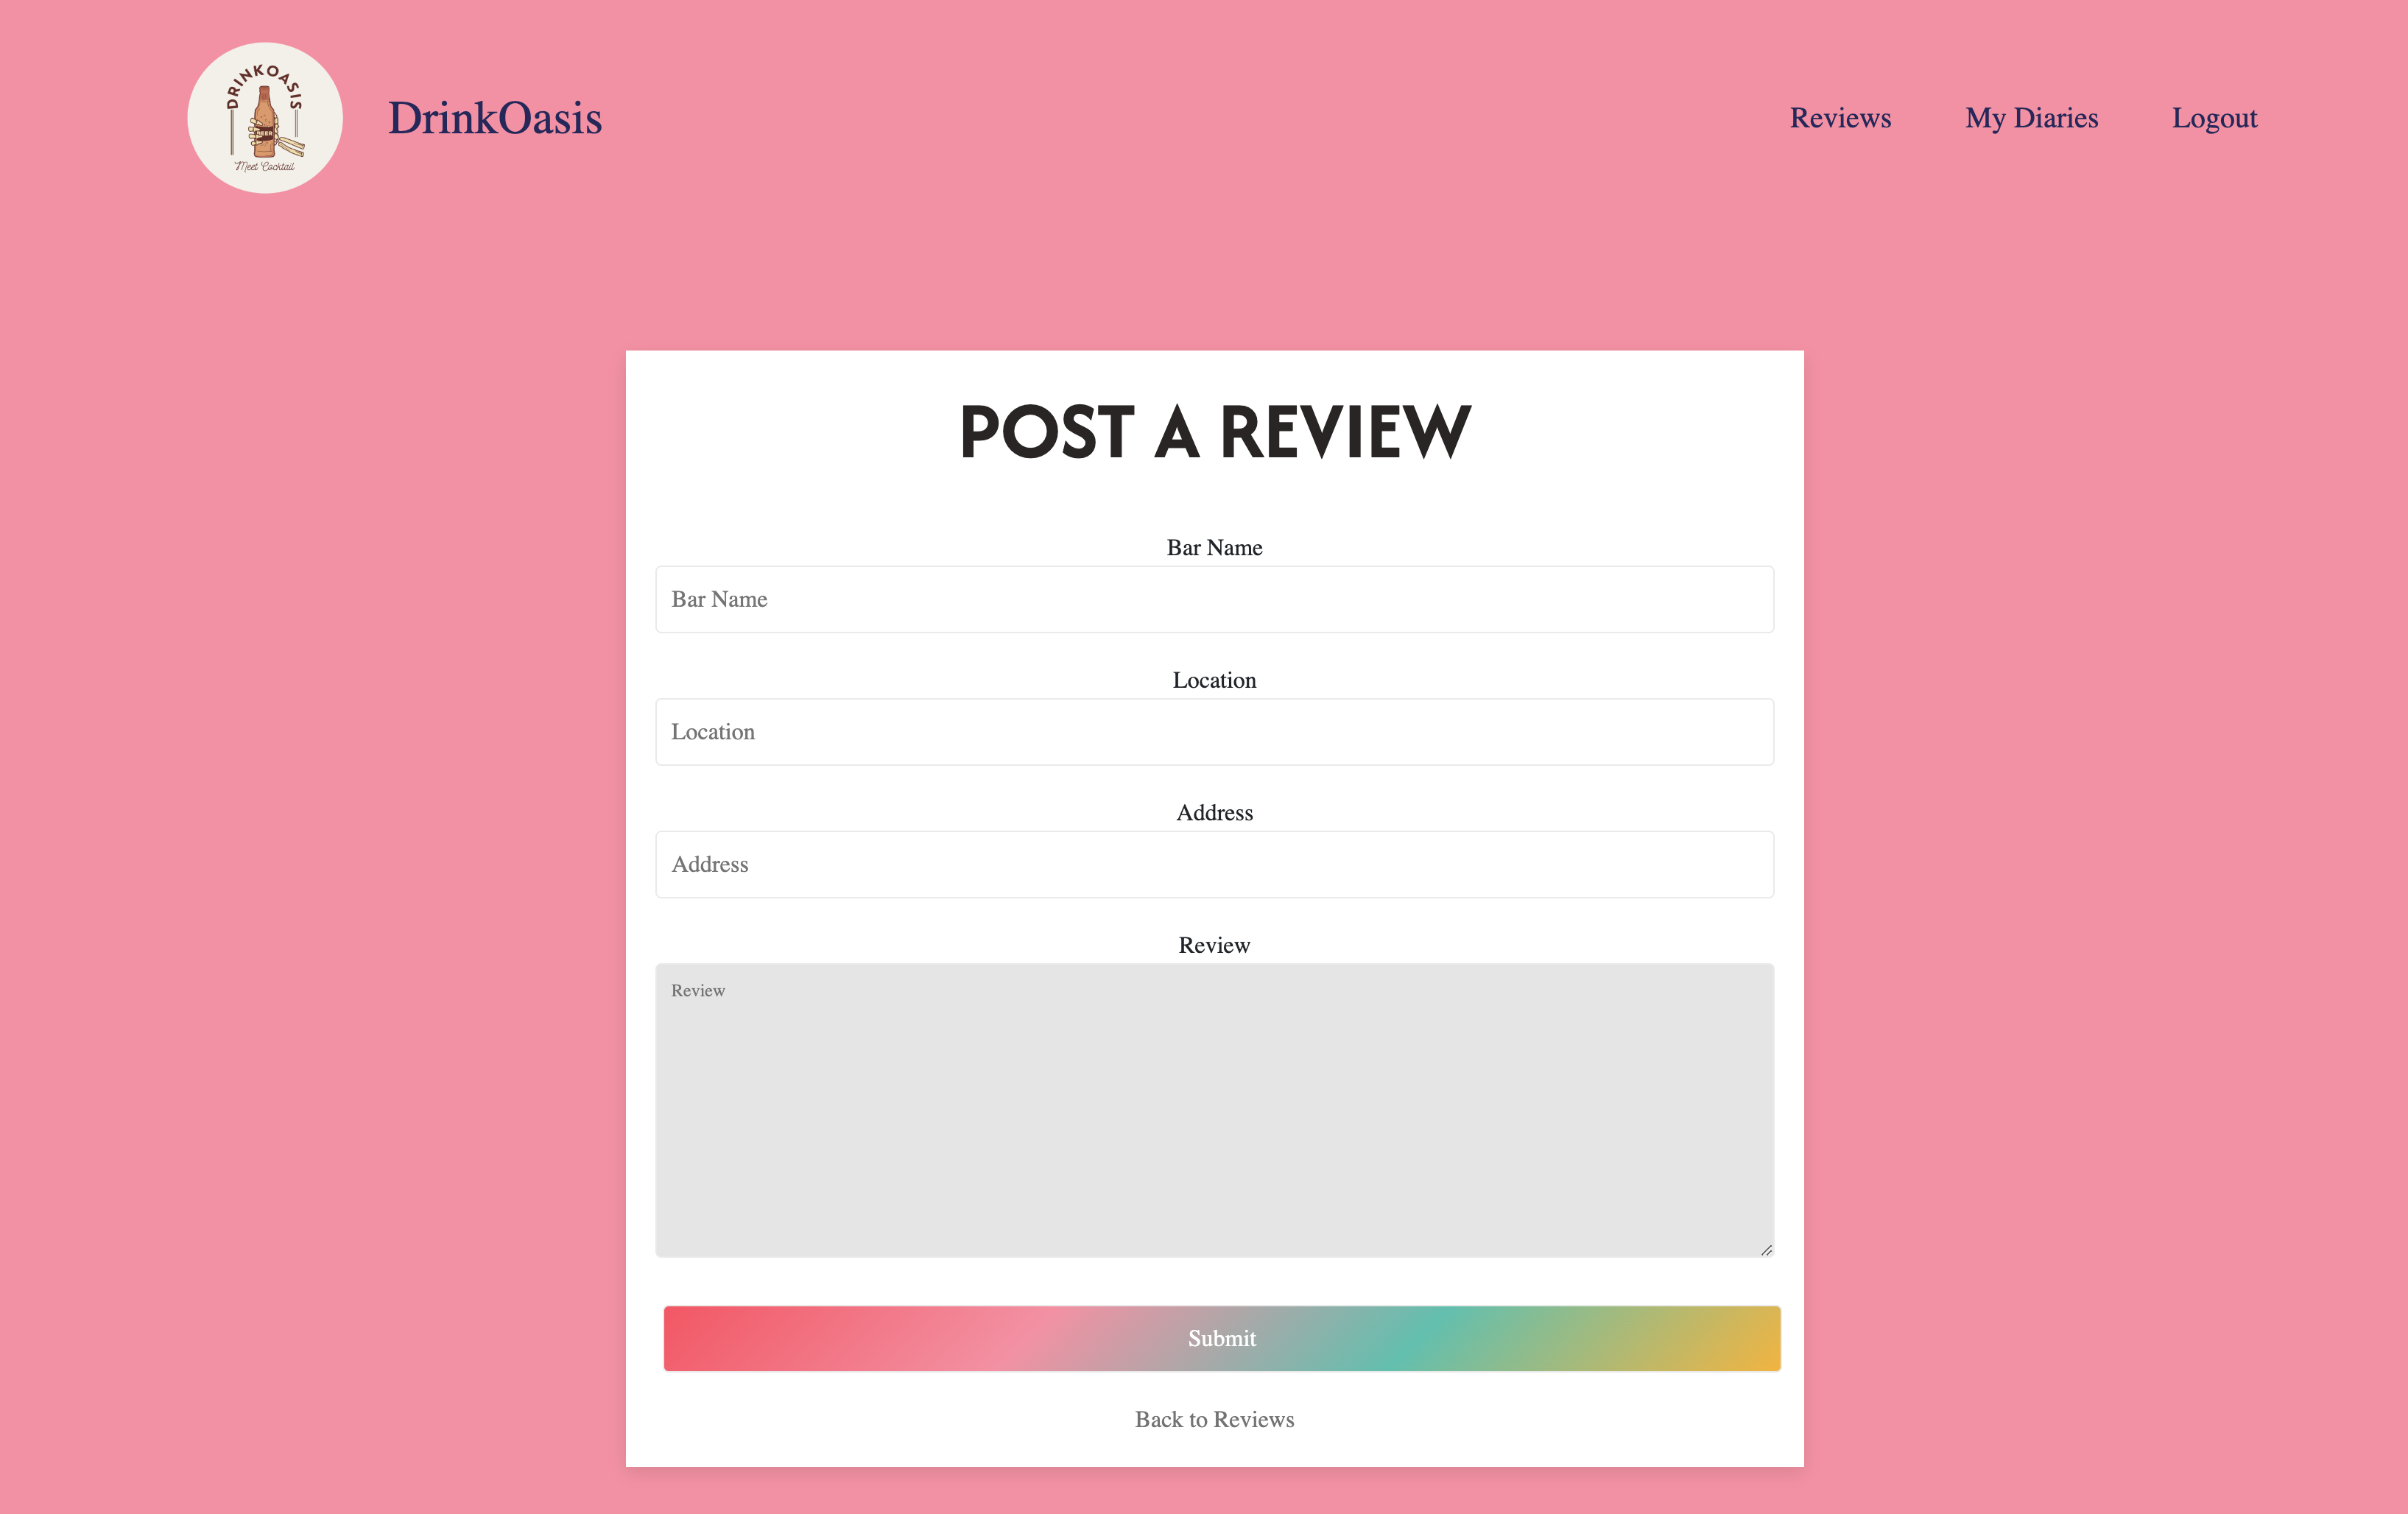 DRINKOASIS
BEER
Meet Cocktail
DrinkOasis
Reviews
My Diaries
Logout
POST A REVIEW
Bar Name
Bar Name
Location
Location
Address
Address
Review
Review
Submit
Back to Reviews